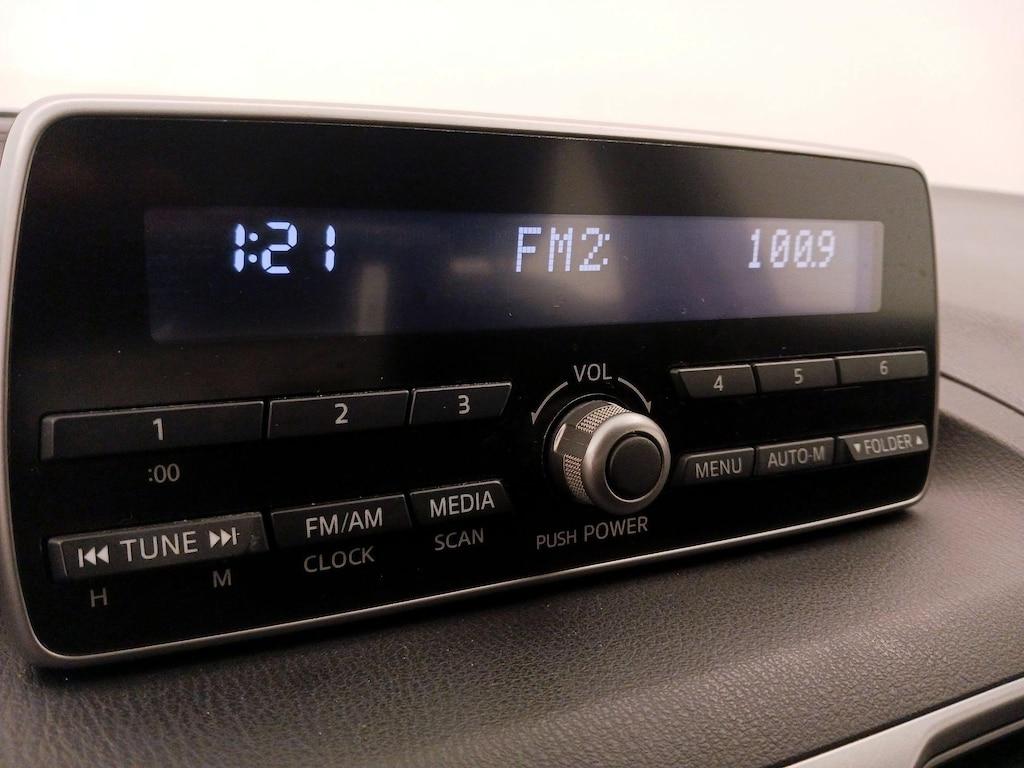 1:21 FM2: 100.9
VOL
1 2 3 4 5 6
:00
⏮ TUNE ⏭ FM/AM MEDIA MENU AUTO-M ▼FOLDER▲
H M CLOCK SCAN PUSH POWER